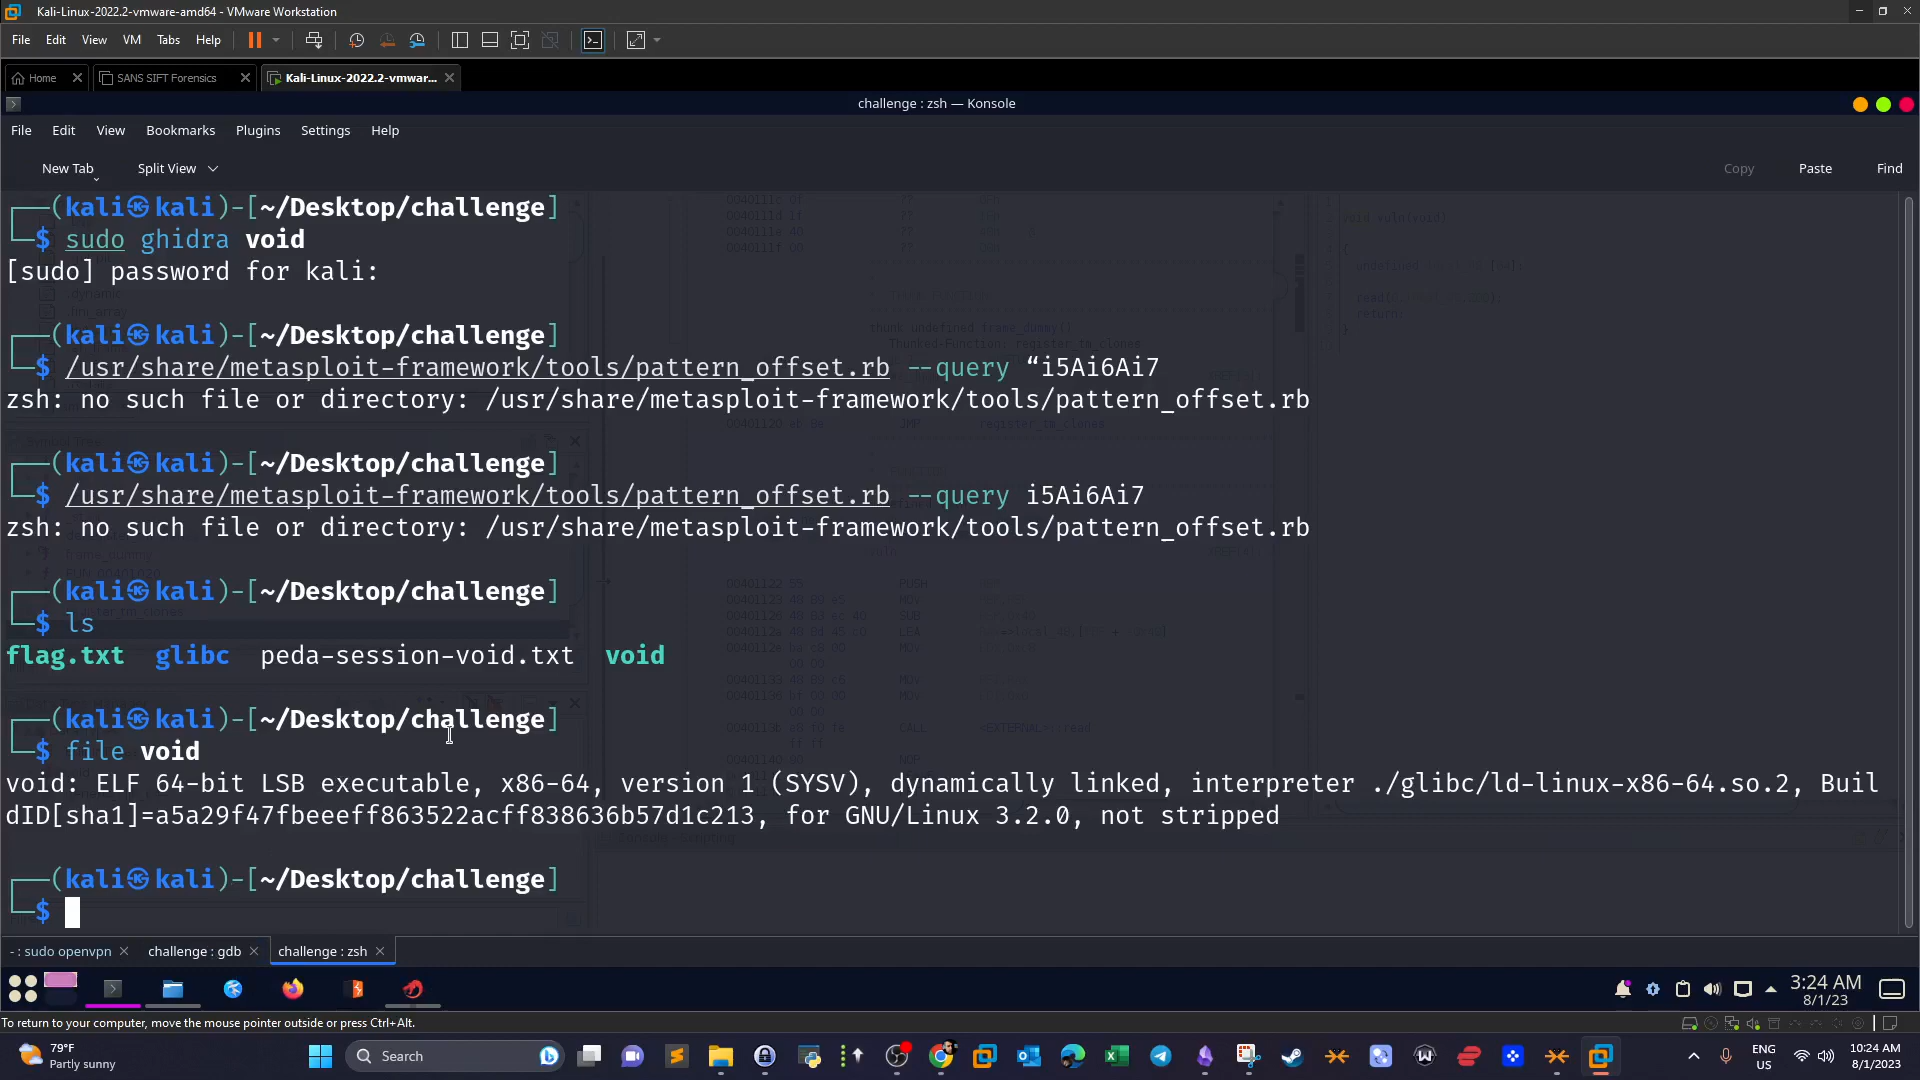 Kali-Linux-2022.2-vmware-amd64 - VMware Workstation
File Edit View VM Tabs Help
Home SANS SIFT Forensics Kali-Linux-2022.2-vmwar...
challenge : zsh — Konsole
File Edit View Bookmarks Plugins Settings Help
New Tab Split View Copy Paste Find
(kali㉿kali)-[~/Desktop/challenge]
$ sudo ghidra void
[sudo] password for kali:
(kali㉿kali)-[~/Desktop/challenge]
$ /usr/share/metasploit-framework/tools/pattern_offset.rb --query “i5Ai6Ai7
zsh: no such file or directory: /usr/share/metasploit-framework/tools/pattern_offset.rb
(kali㉿kali)-[~/Desktop/challenge]
$ /usr/share/metasploit-framework/tools/pattern_offset.rb --query i5Ai6Ai7
zsh: no such file or directory: /usr/share/metasploit-framework/tools/pattern_offset.rb
(kali㉿kali)-[~/Desktop/challenge]
$ ls
flag.txt glibc peda-session-void.txt void
(kali㉿kali)-[~/Desktop/challenge]
$ file void
void: ELF 64-bit LSB executable, x86-64, version 1 (SYSV), dynamically linked, interpreter ./glibc/ld-linux-x86-64.so.2, Buil
dID[sha1]=a5a29f47fbeeeff863522acff838636b57d1c213, for GNU/Linux 3.2.0, not stripped
(kali㉿kali)-[~/Desktop/challenge]
$
- : sudo openvpn challenge : gdb challenge : zsh
3:24 AM
8/1/23
To return to your computer, move the mouse pointer outside or press Ctrl+Alt.
79°F
Partly sunny
Search
ENG
US
10:24 AM
8/1/2023